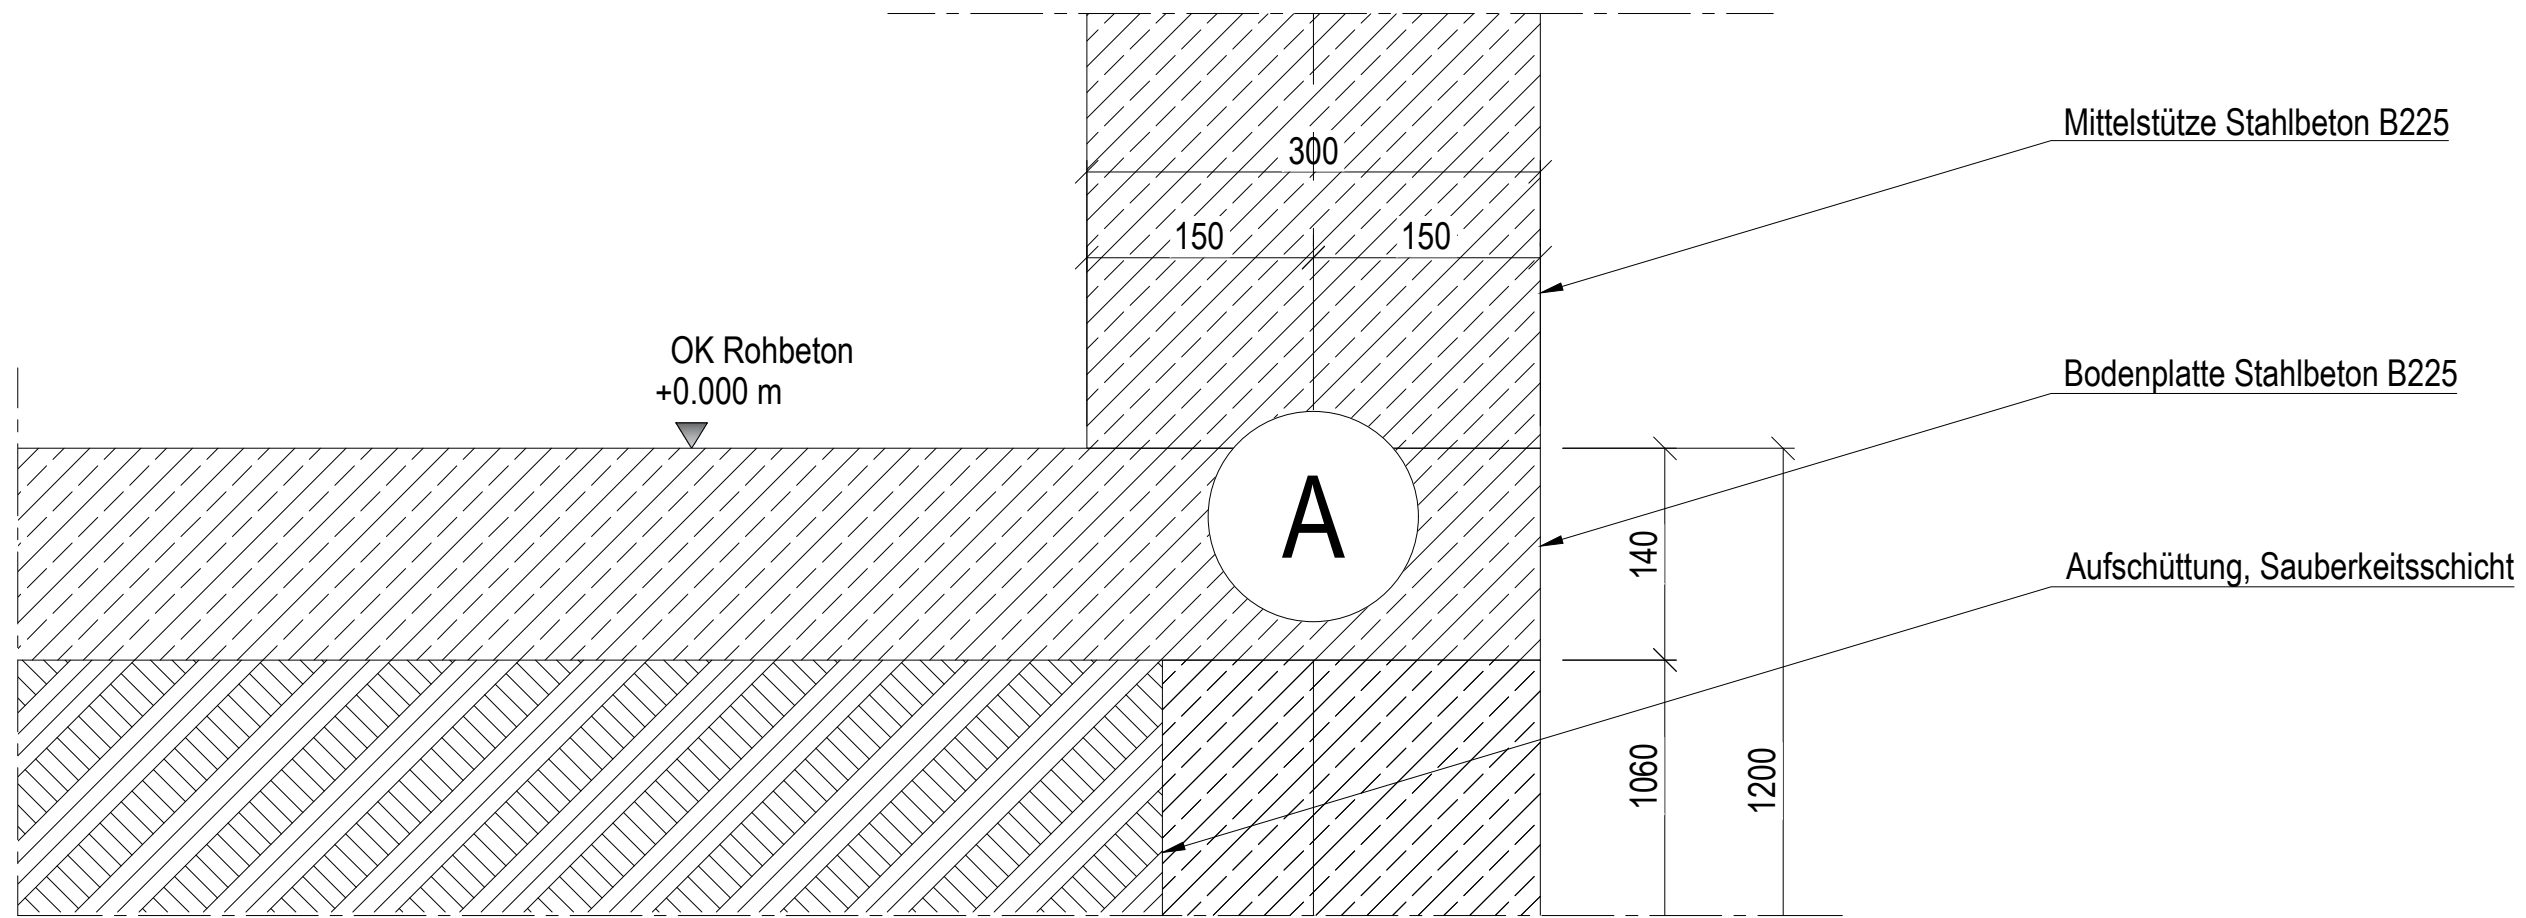 Mittelstütze Stahlbeton B225
300
150
150
OK Rohbeton
+0.000 m
Bodenplatte Stahlbeton B225
A
140
Aufschüttung, Sauberkeitsschicht
1060
1200